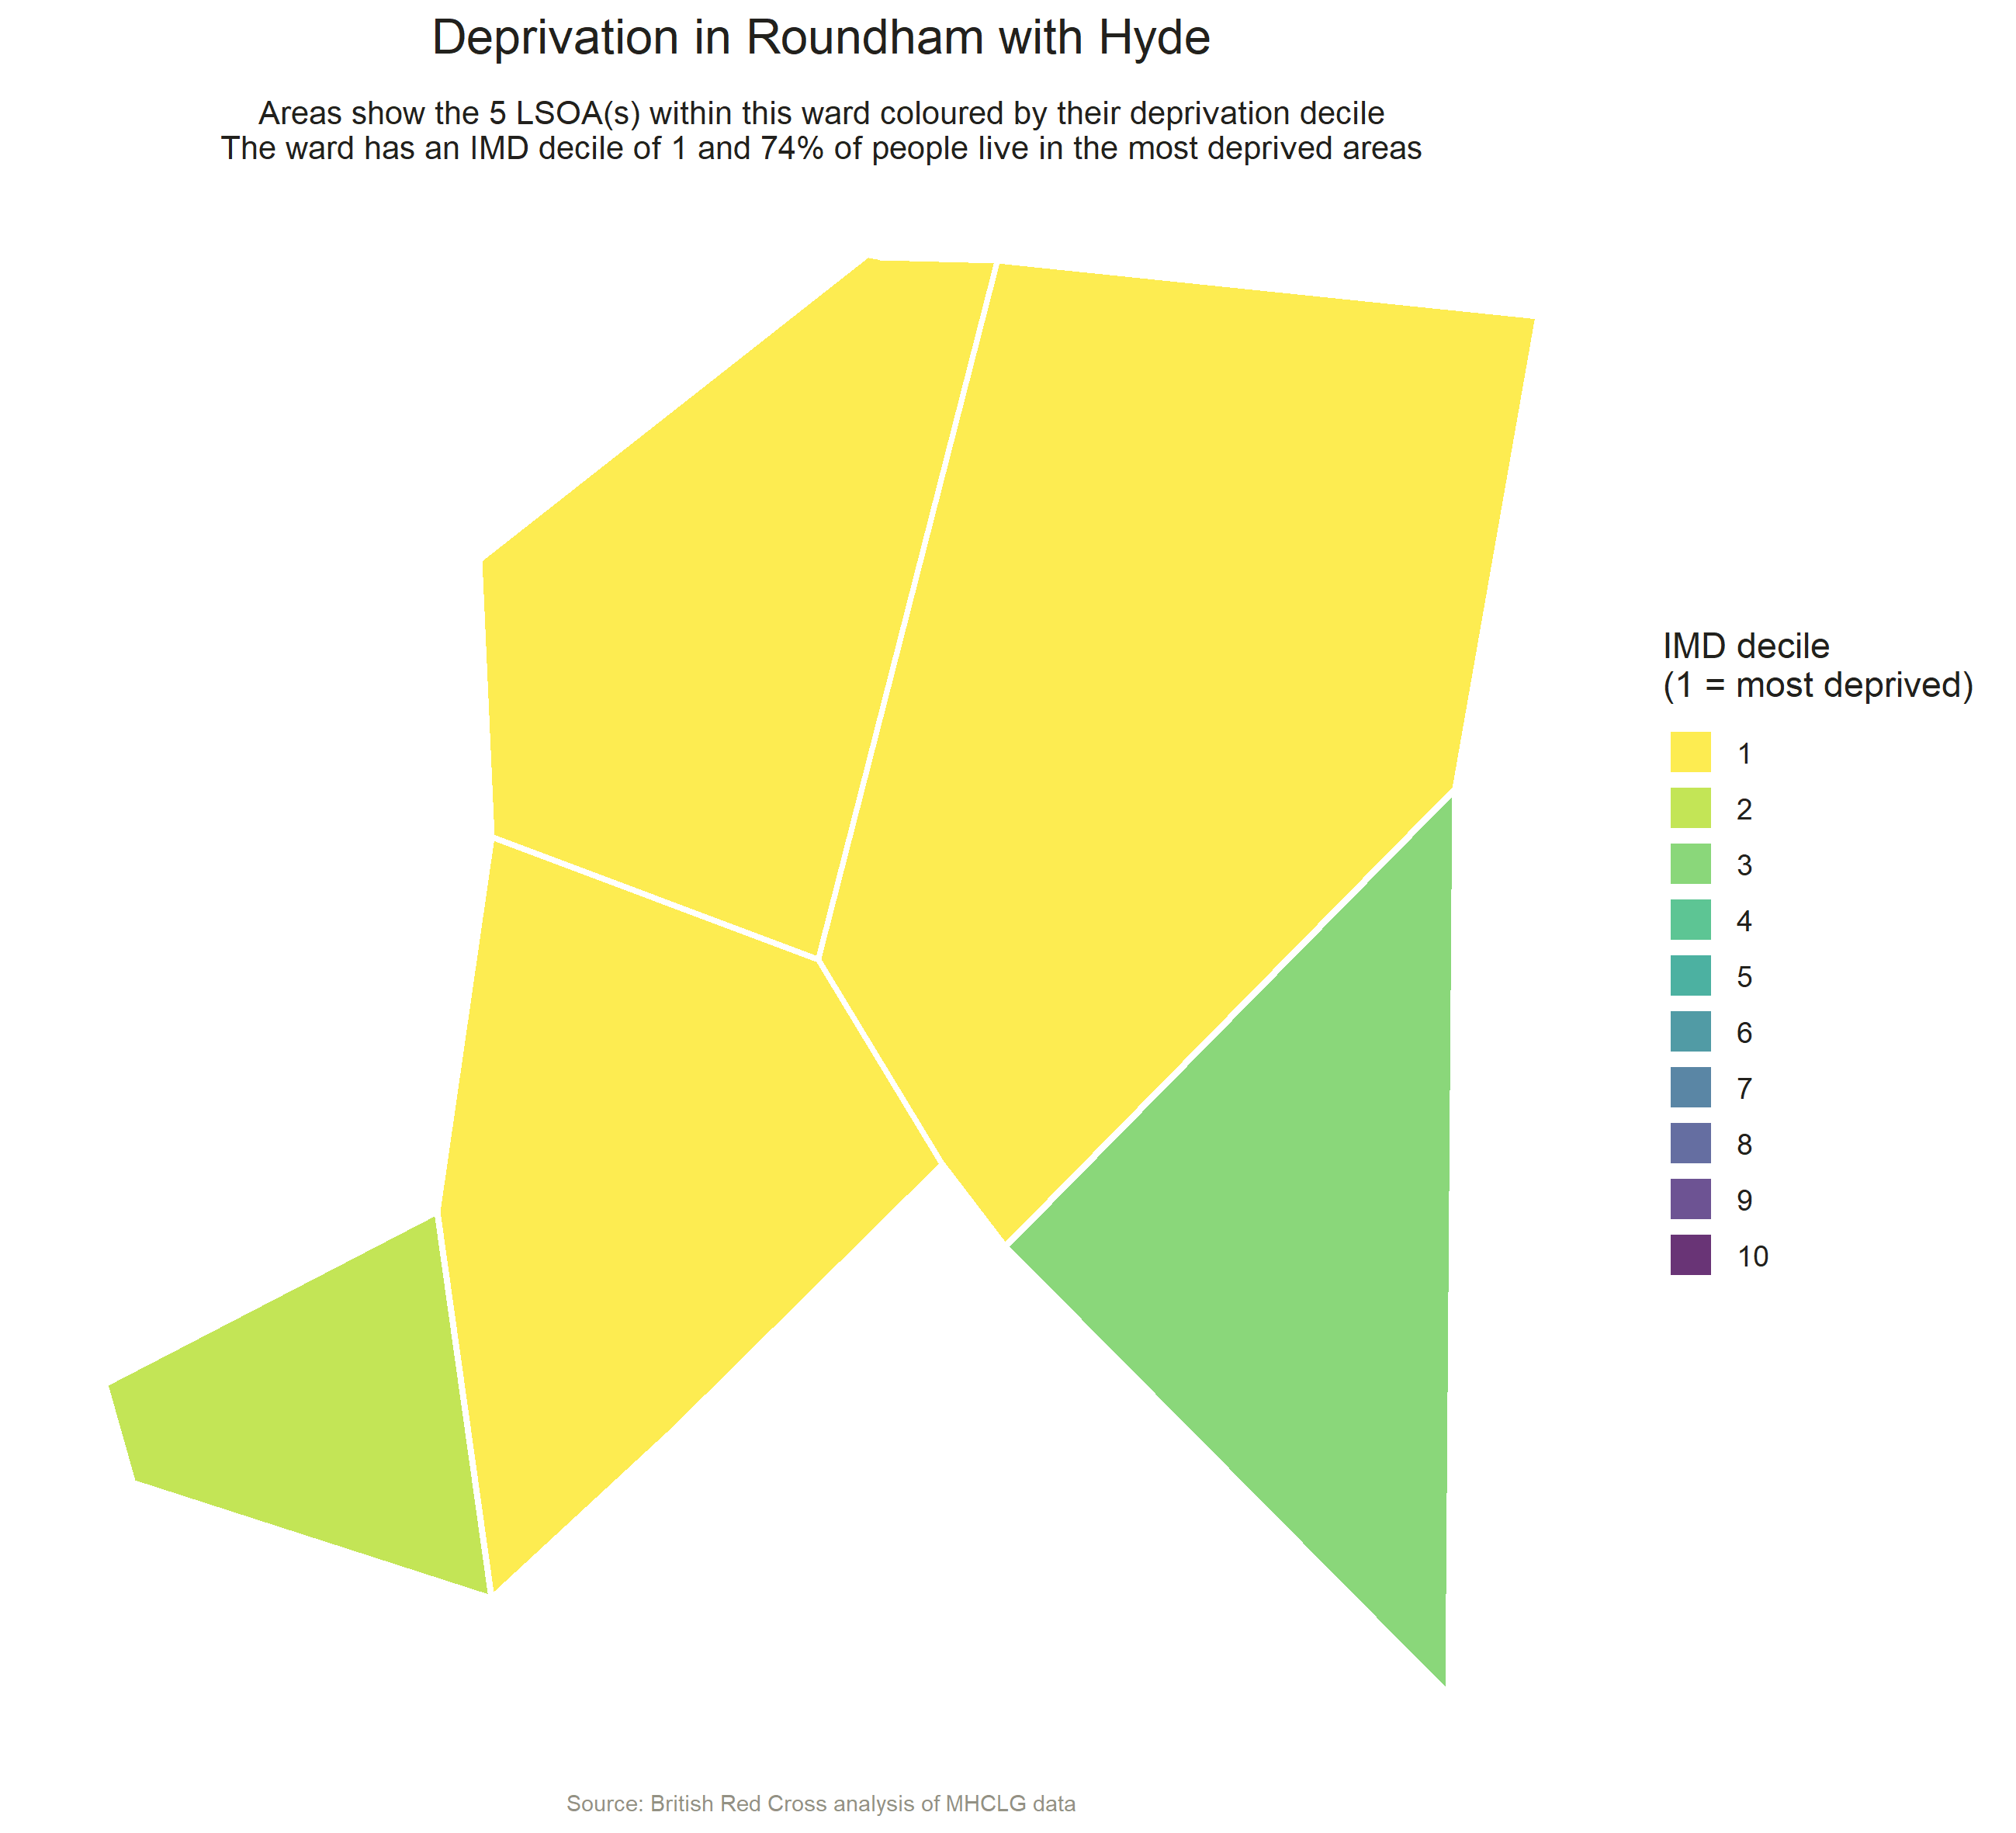 Deprivation in Roundham with Hyde
Areas show the 5 LSOA(s) within this ward coloured by their deprivation decile
The ward has an IMD decile of 1 and 74% of people live in the most deprived areas
IMD decile
(1 = most deprived)
1
2
3
4
5
6
7
8
9
10
Source: British Red Cross analysis of MHCLG data